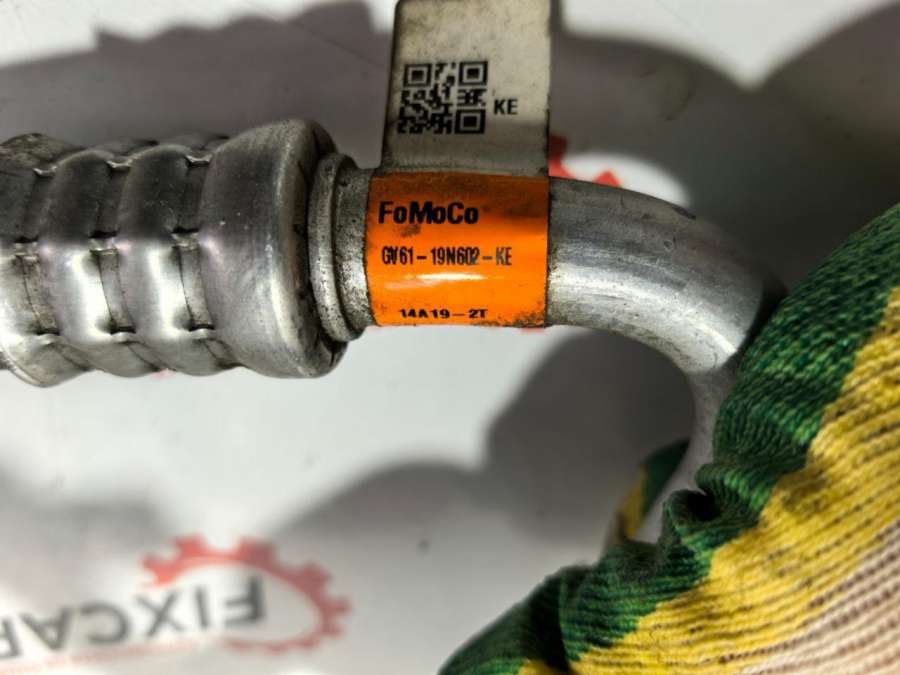 KE
FoMoCo
GV61-19N602-KE
14A19-2T
FIXCAR